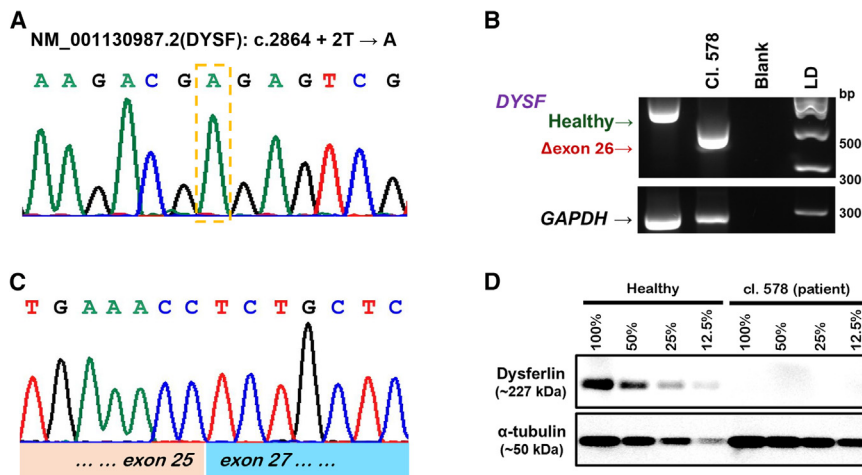 A
NM_001130987.2(DYSF): c.2864 + 2T → A
A A G A C G A G A G T C G
B
Cl. 578
Blank
LD
DYSF
bp
Healthy→
Δexon 26→
500
300
GAPDH →
300
C
T G A A A C C T C T G C T C
... ... exon 25
exon 27 ... ...
D
Healthy
cl. 578 (patient)
100%
50%
25%
12.5%
100%
50%
25%
12.5%
Dysferlin
(~227 kDa)
α-tubulin
(~50 kDa)